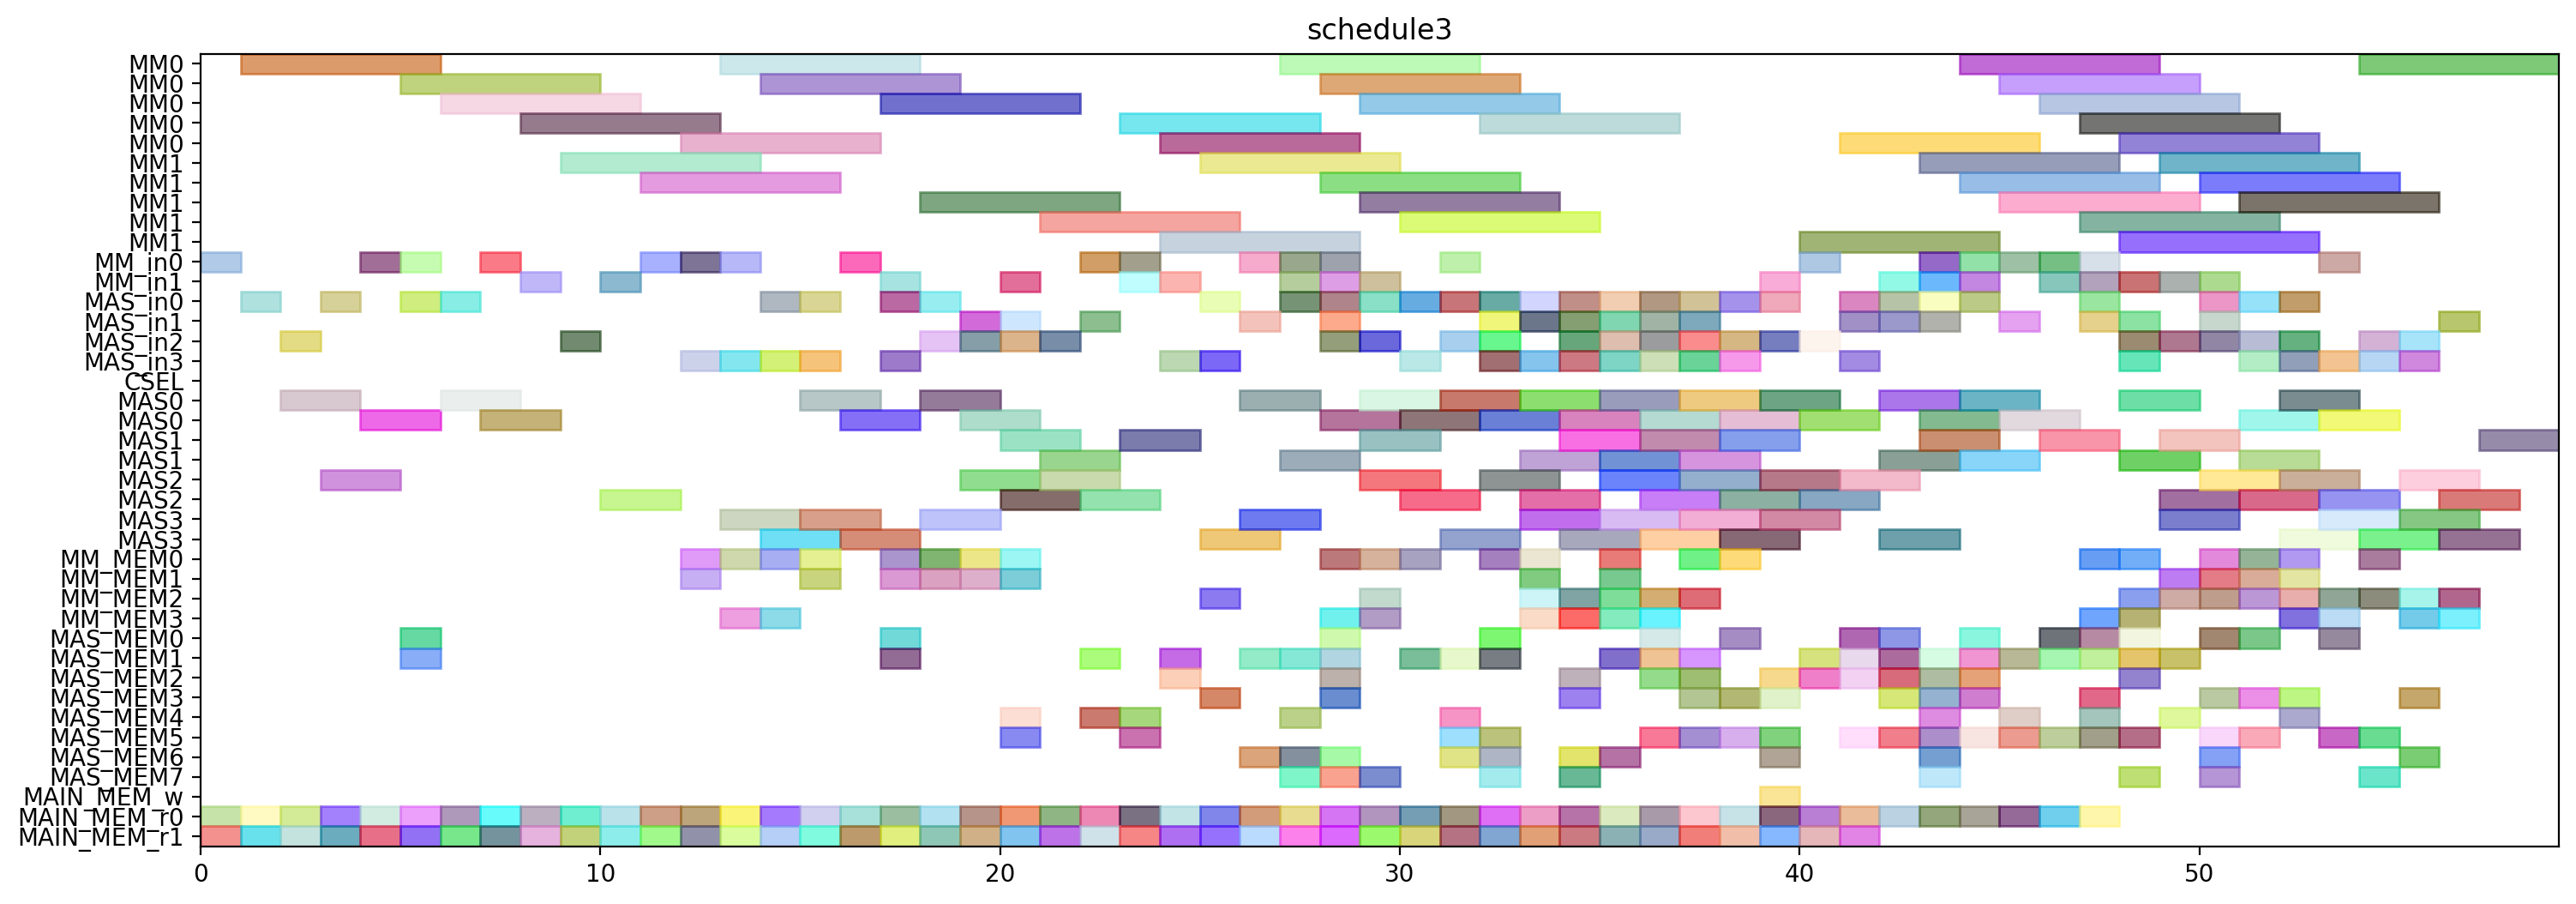 schedule3
MM0
MM0
MM0
MM0
MM0
MM1
MM1
MM1
MM1
MM1
MM_in0
MM_in1
MAS_in0
MAS_in1
MAS_in2
MAS_in3
CSEL
MAS0
MAS0
MAS1
MAS1
MAS2
MAS2
MAS3
MAS3
MM_MEM0
MM_MEM1
MM_MEM2
MM_MEM3
MAS_MEM0
MAS_MEM1
MAS_MEM2
MAS_MEM3
MAS_MEM4
MAS_MEM5
MAS_MEM6
MAS_MEM7
MAIN_MEM_w
MAIN_MEM_r0
MAIN_MEM_r1
0 10 20 30 40 50